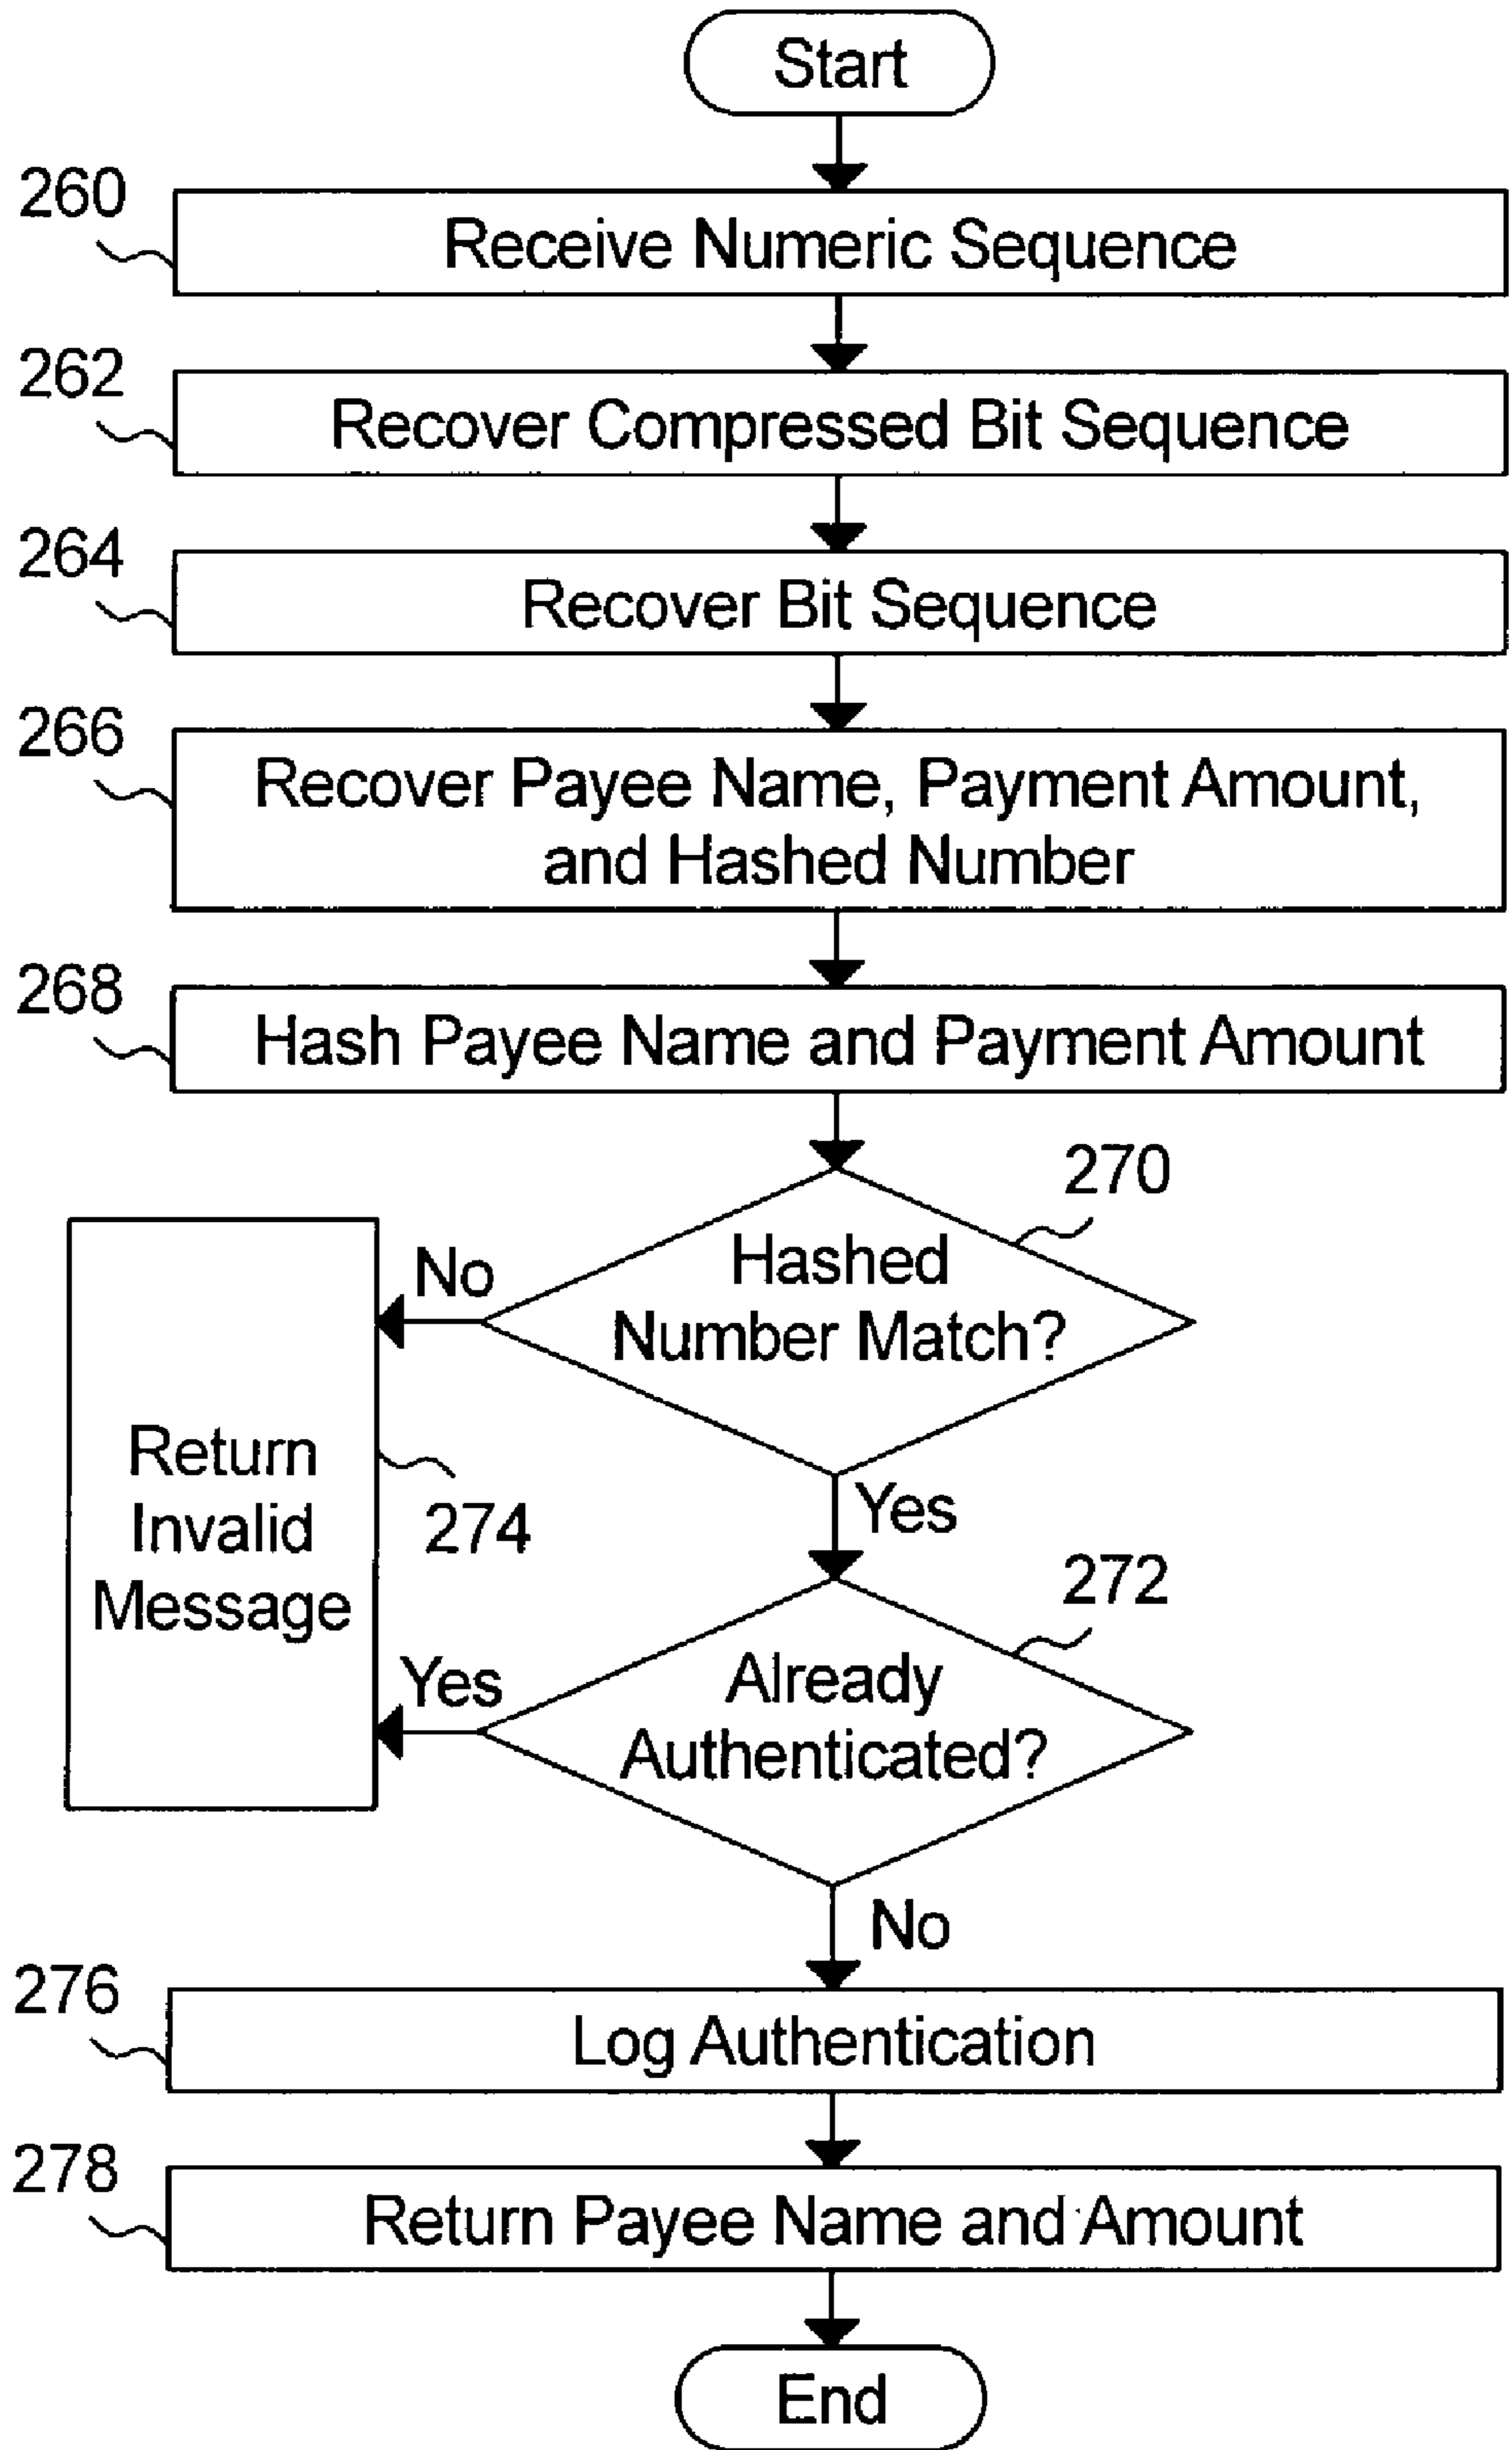 Start
260
Receive Numeric Sequence
262
Recover Compressed Bit Sequence
264
Recover Bit Sequence
266
Recover Payee Name, Payment Amount,
and Hashed Number
268
Hash Payee Name and Payment Amount
270
Hashed
Number Match?
No
Yes
Return
Invalid
Message
274
272
Already
Authenticated?
Yes
No
276
Log Authentication
278
Return Payee Name and Amount
End